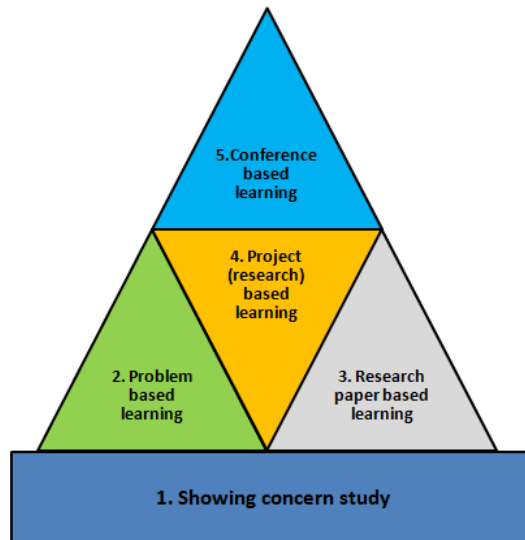 5.Conference
based
learning
4. Project
(research)
based
learning
2. Problem
based
learning
3. Research
paper based
learning
1. Showing concern study